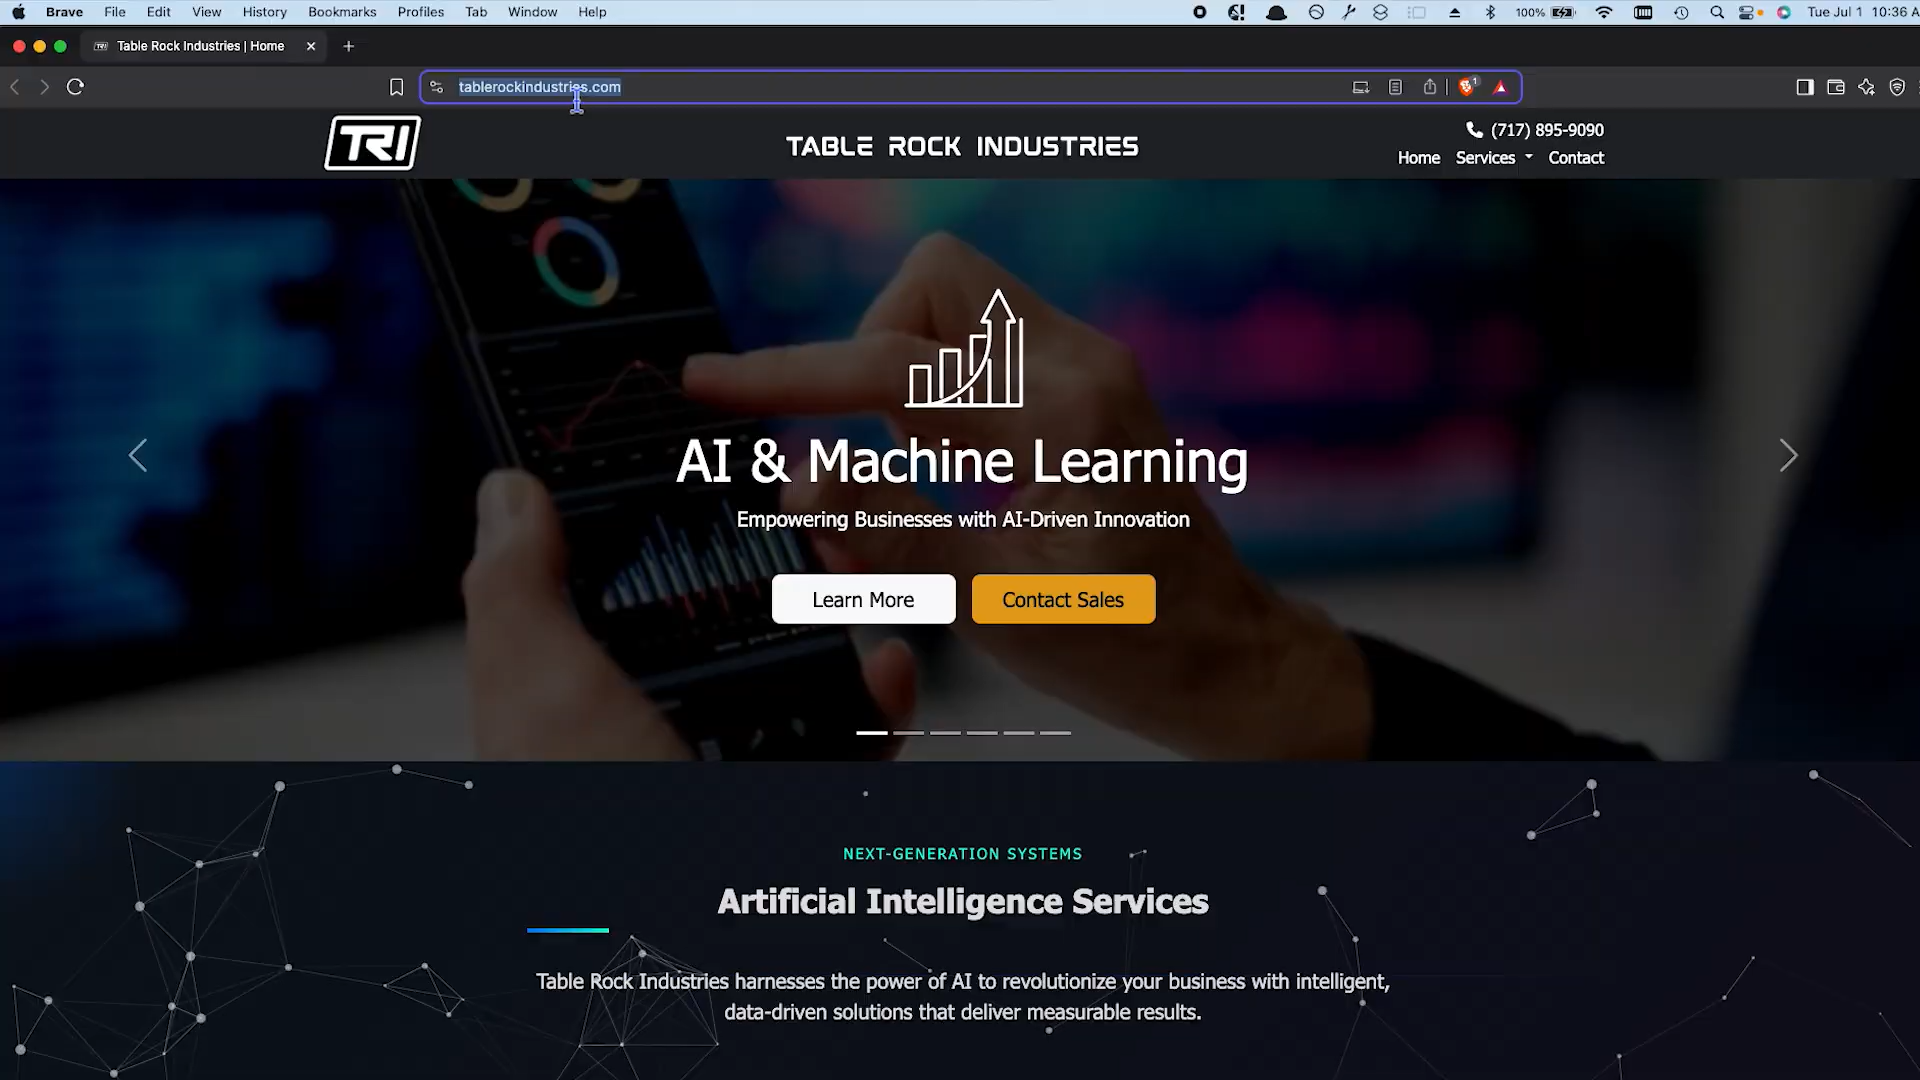 Brave File Edit View History Bookmarks Profiles Tab Window Help 100% Tue Jul 1 10:36 A
Table Rock Industries | Home
tablerockindustries.com
TRI
TABLE ROCK INDUSTRIES
(717) 895-9090
Home Services Contact
AI & Machine Learning
Empowering Businesses with AI-Driven Innovation
Learn More Contact Sales
NEXT-GENERATION SYSTEMS
Artificial Intelligence Services
Table Rock Industries harnesses the power of AI to revolutionize your business with intelligent,
data-driven solutions that deliver measurable results.